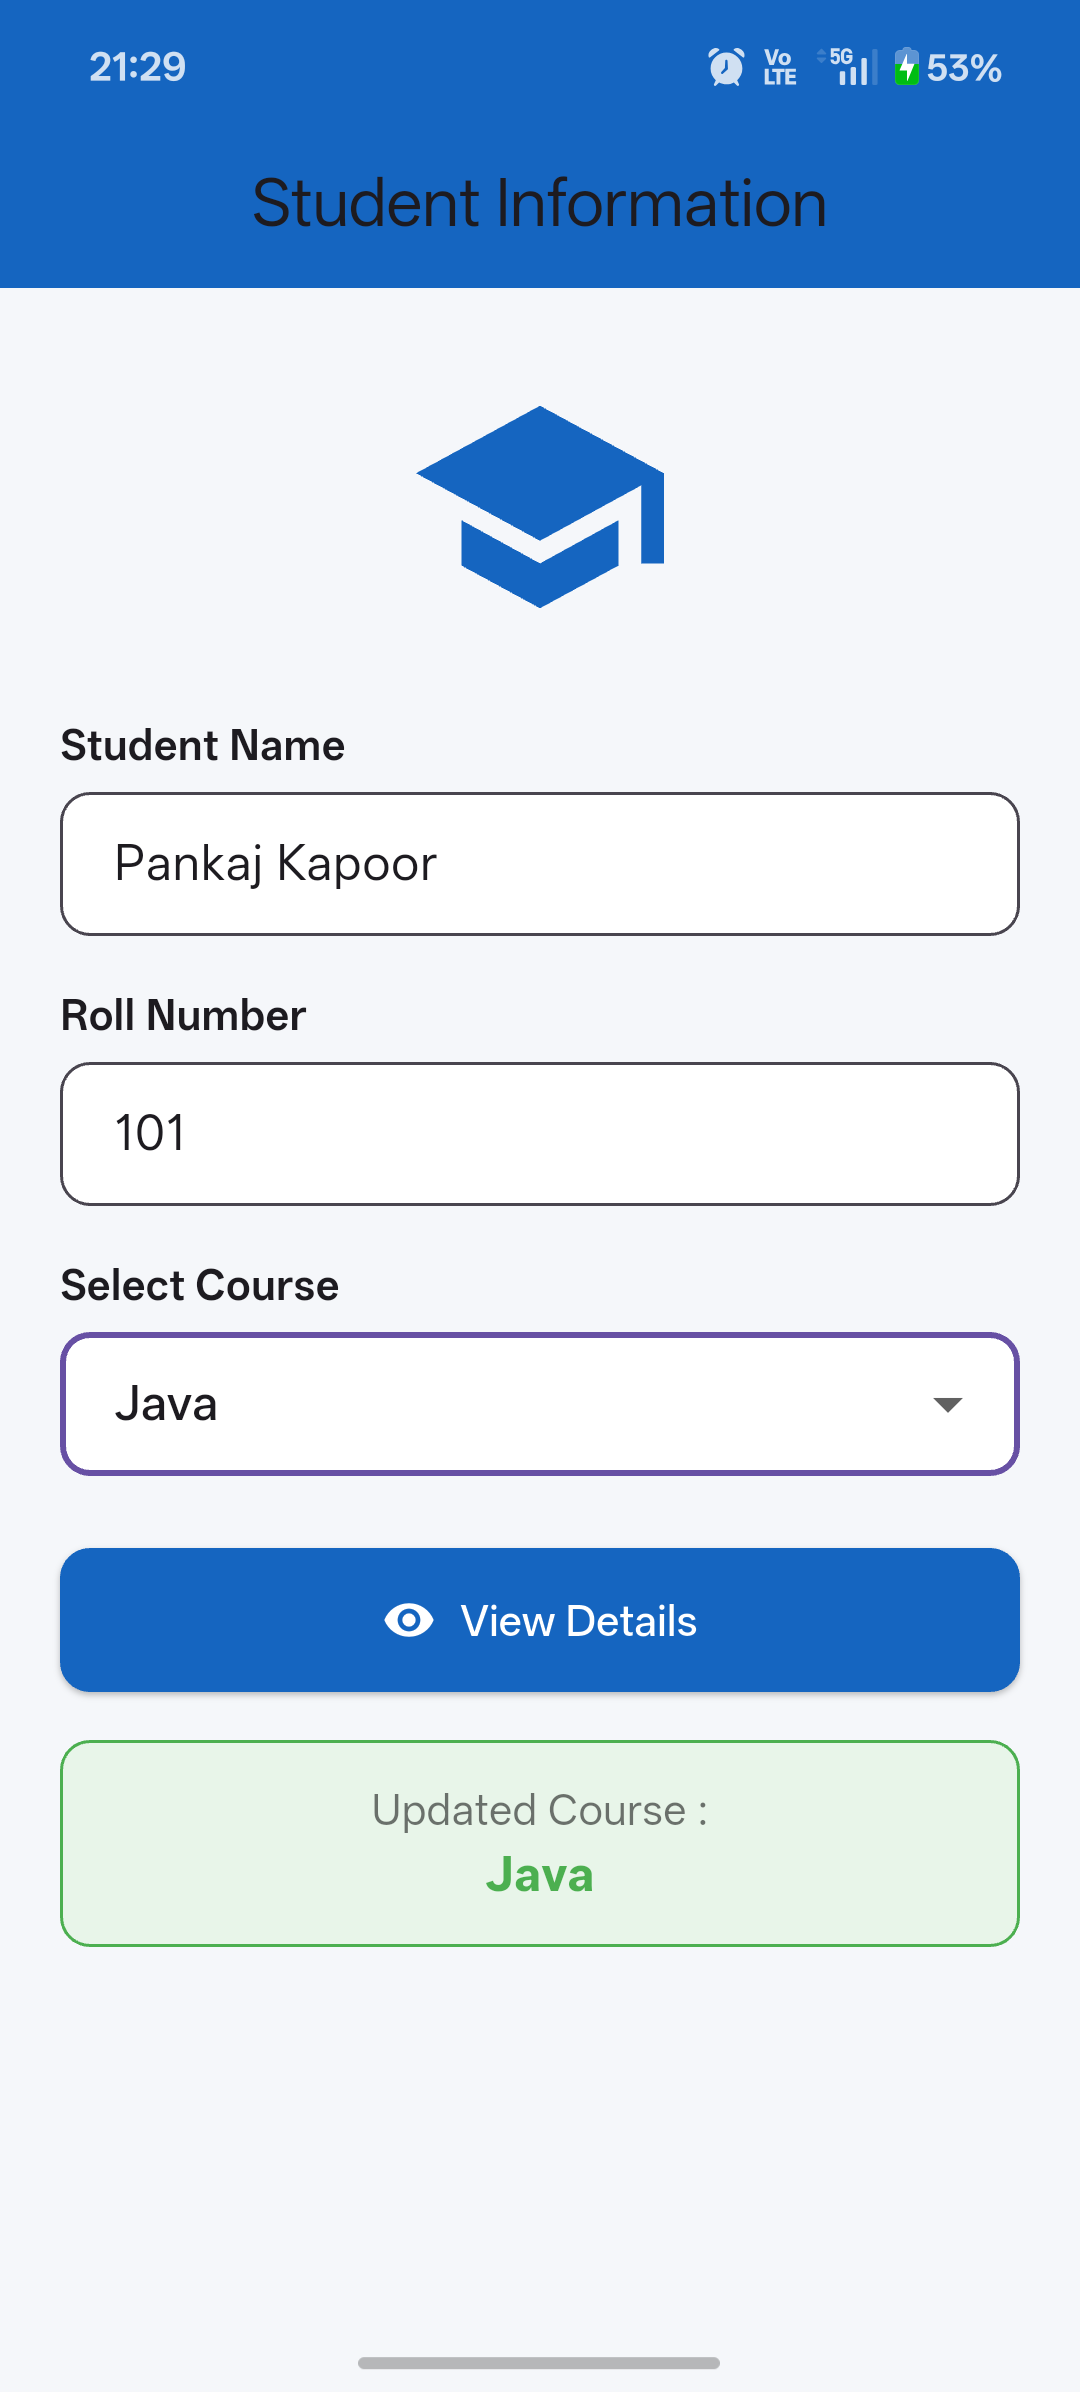 21:29 Vo LTE 5G 53%
Student Information
Student Name
Pankaj Kapoor
Roll Number
101
Select Course
Java
View Details
Updated Course :
Java